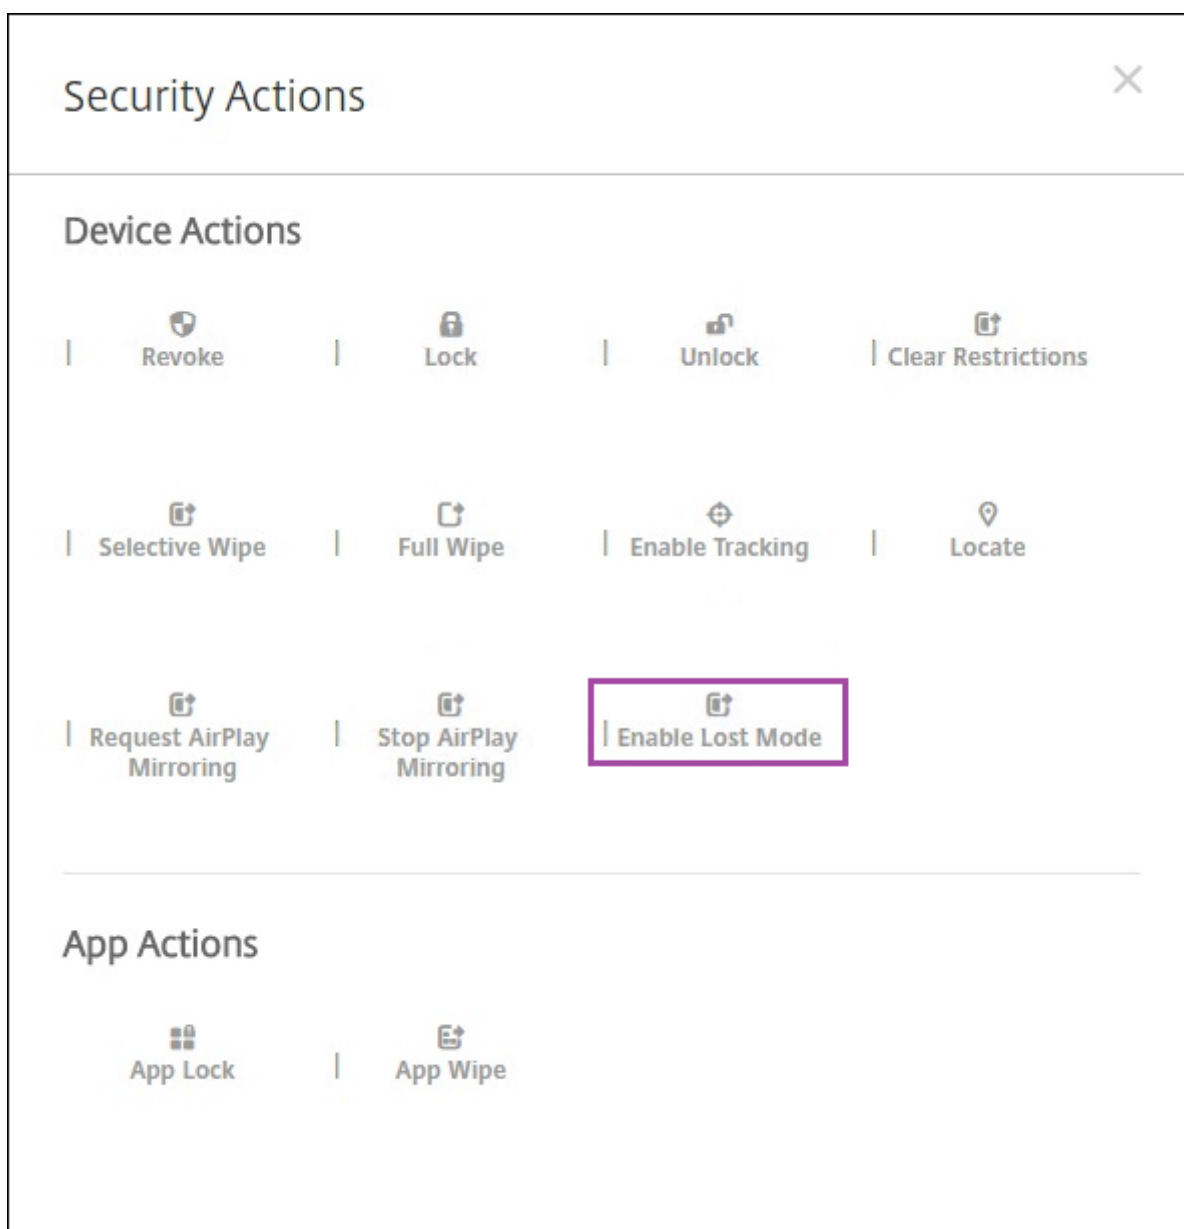 Security Actions
Device Actions
Revoke
Lock
Unlock
Clear Restrictions
Selective Wipe
Full Wipe
Enable Tracking
Locate
Request AirPlay
Mirroring
Stop AirPlay
Mirroring
Enable Lost Mode
App Actions
App Lock
App Wipe